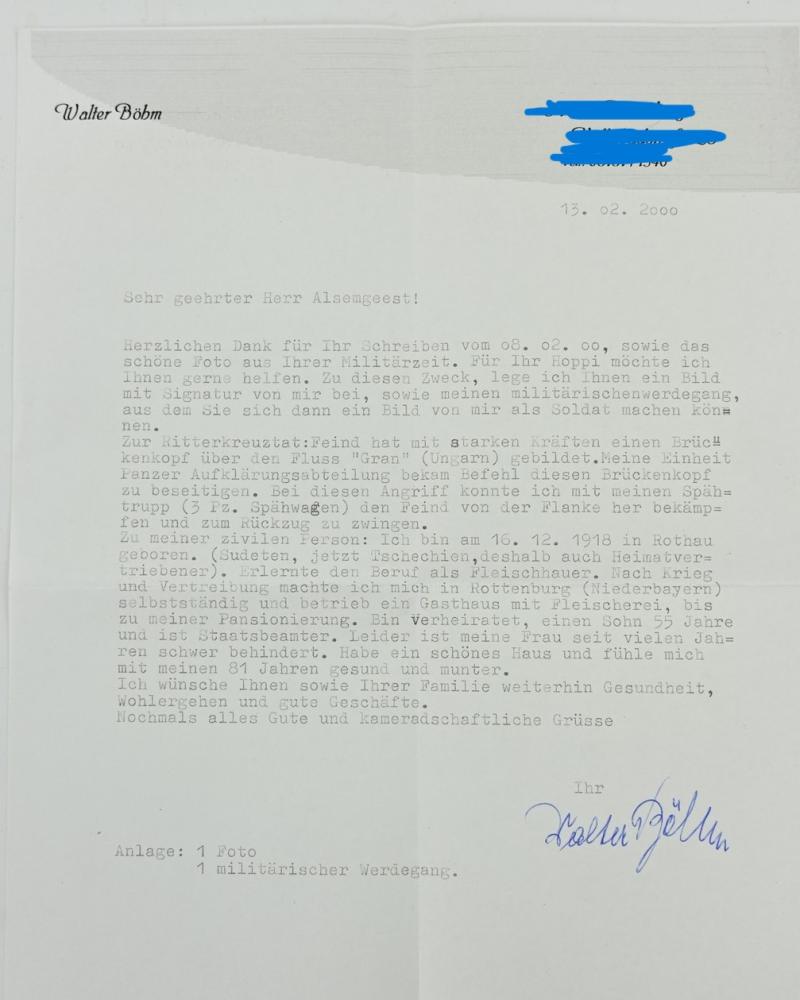 Walter Böhm
13. 02. 2000
Sehr geehrter Herr Alsemgeest!
Herzlichen Dank für Ihr Schreiben vom o8. o2. oo, sowie das
schöne Foto aus Ihrer Militärzeit. Für Ihr Hoppi möchte ich
Ihnen gerne helfen. Zu diesen Zweck, lege ich Ihnen ein Bild
mit Signatur von mir bei, sowie meinen militärischenwerdegang,
aus dem Sie sich dann ein Bild von mir als Soldat machen kön=
nen.
Zur Ritterkreuztat:Feind hat mit starken Kräften einen Brüc=
kenkopf über den Fluss "Gran" (Ungarn) gebildet.Meine Einheit
Panzer Aufklärungsabteilung bekam Befehl diesen Brückenkopf
zu beseitigen. Bei diesen Angriff konnte ich mit meinen Späh=
trupp (3 Pz. Spähwagen) den Feind von der Flanke her bekämp=
fen und zum Rückzug zu zwingen.
Zu meiner zivilen Person: Ich bin am 16. 12. 1918 in Rothau
geboren. (Sudeten, jetzt Tschechien,deshalb auch Heimatver=
triebener). Erlernte den Beruf als Fleischhauer. Nach Krieg
und Vertreibung machte ich mich in Rottenburg (Niederbayern)
selbstständig und betrieb ein Gasthaus mit Fleischerei, bis
zu meiner Pansionierung. Bin Verheiratet, einen Sohn 55 Jahre
und ist Staatsbeamter. Leider ist meine Frau seit vielen Jah=
ren schwer behindert. Habe ein schönes Haus und fühle mich
mit meinen 81 Jahren gesund und munter.
Ich wünsche Ihnen sowie Ihrer Familie weiterhin Gesundheit,
Wohlergehen und gute Geschäfte.
Nochmals alles Gute und kameradschaftliche Grüsse
Ihr
Walter Böhm
Anlage: 1 Foto
1 militärischer Werdegang.